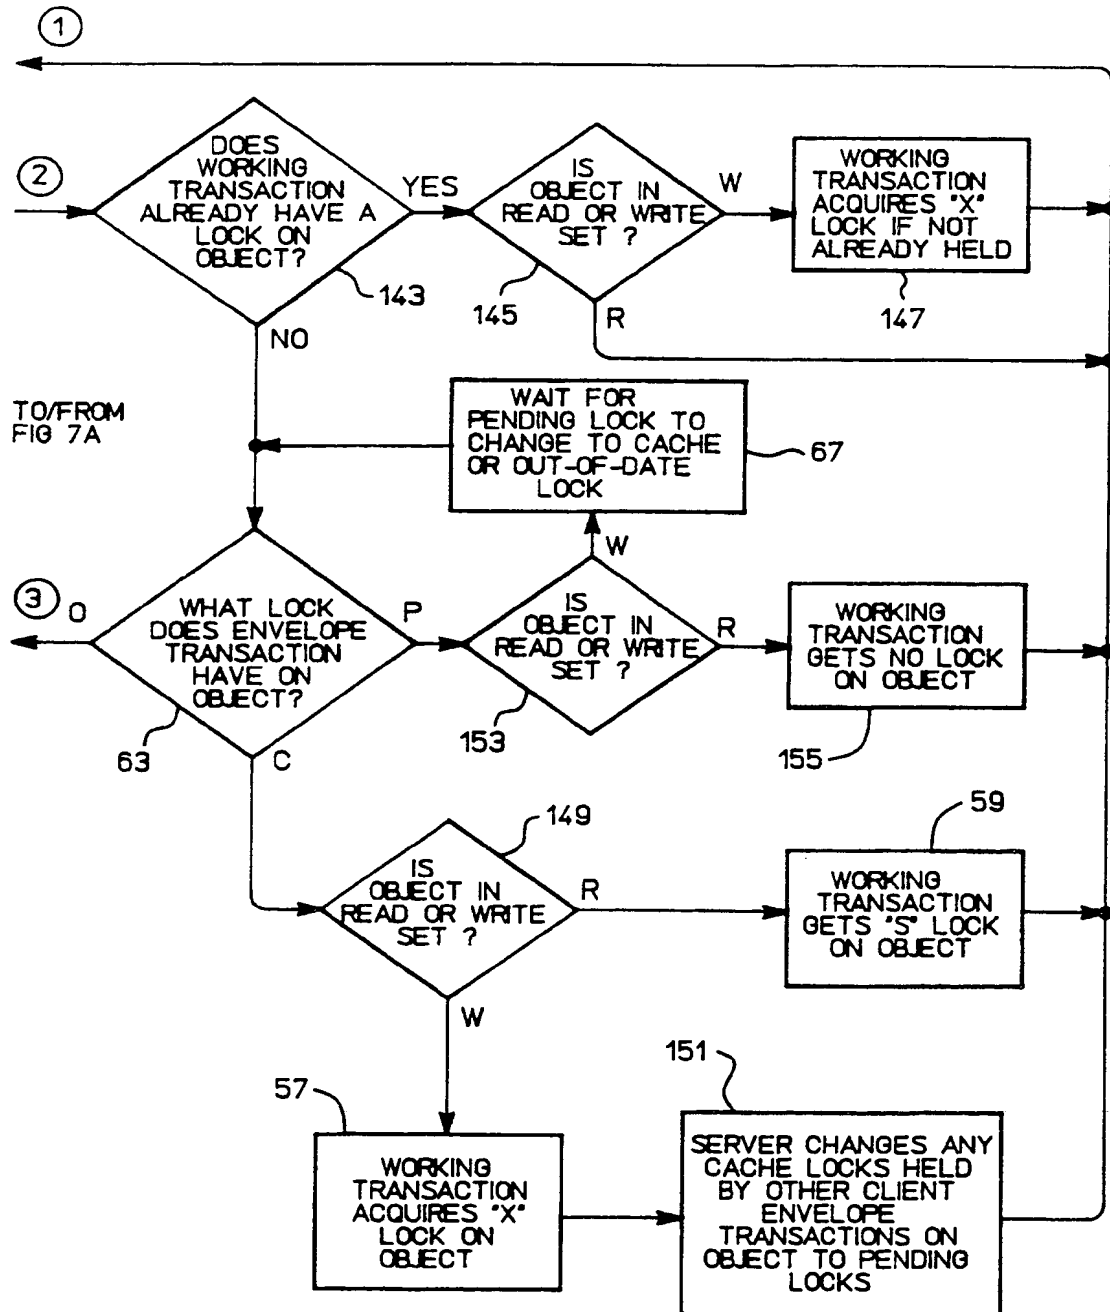 1
2
DOES
WORKING
TRANSACTION
ALREADY HAVE A
LOCK ON
OBJECT?
YES
143
NO
IS
OBJECT IN
READ OR WRITE
SET ?
W
145
R
WORKING
TRANSACTION
ACQUIRES "X"
LOCK IF NOT
ALREADY HELD
147
TO/FROM
FIG 7A
WAIT FOR
PENDING LOCK TO
CHANGE TO CACHE
OR OUT-OF-DATE
LOCK
67
3
O
WHAT LOCK
DOES ENVELOPE
TRANSACTION
HAVE ON
OBJECT?
P
63
C
W
IS
OBJECT IN
READ OR WRITE
SET ?
R
153
WORKING
TRANSACTION
GETS NO LOCK
ON OBJECT
155
149
IS
OBJECT IN
READ OR WRITE
SET ?
R
W
59
WORKING
TRANSACTION
GETS "S" LOCK
ON OBJECT
57
WORKING
TRANSACTION
ACQUIRES "X"
LOCK ON
OBJECT
151
SERVER CHANGES ANY
CACHE LOCKS HELD
BY OTHER CLIENT
ENVELOPE
TRANSACTIONS ON
OBJECT TO PENDING
LOCKS